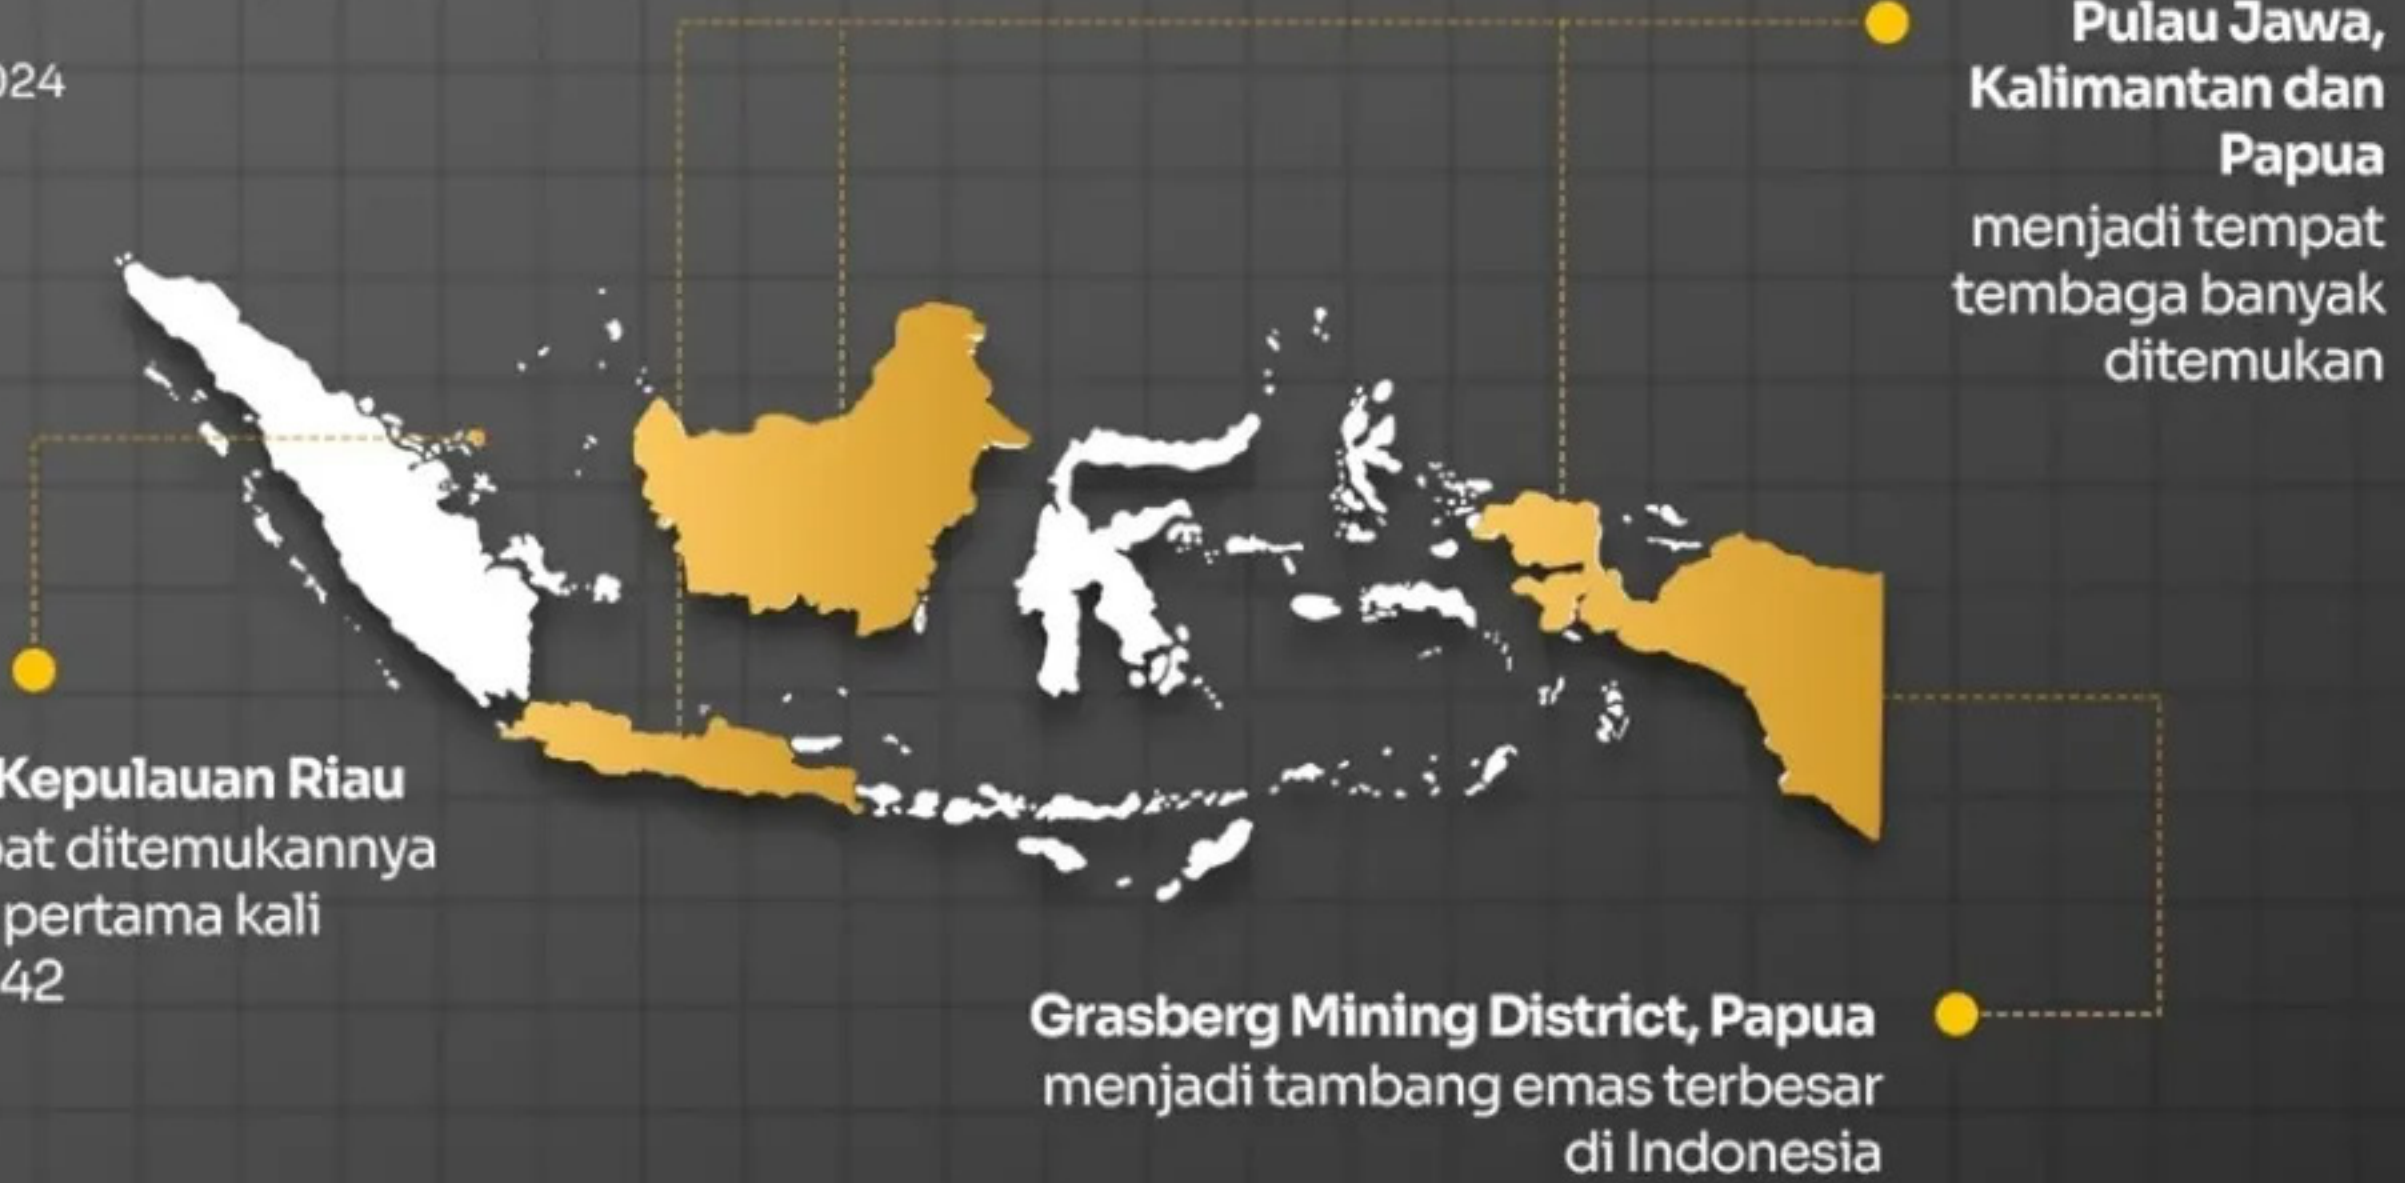 Pulau Jawa,
Kalimantan dan
Papua
menjadi tempat
tembaga banyak
ditemukan
024
Kepulauan Riau
pat ditemukannya
pertama kali
42
Grasberg Mining District, Papua
menjadi tambang emas terbesar
di Indonesia